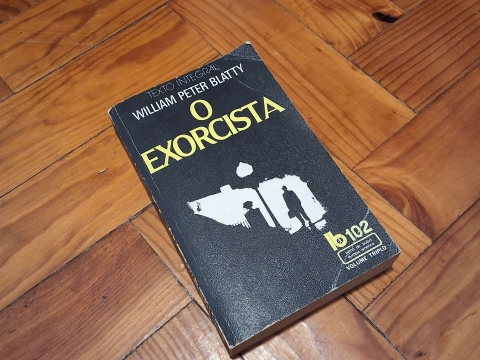 TEXTO INTEGRAL
WILLIAM PETER BLATTY
O
EXORCISTA
b 102
VOLUME TRIPLO